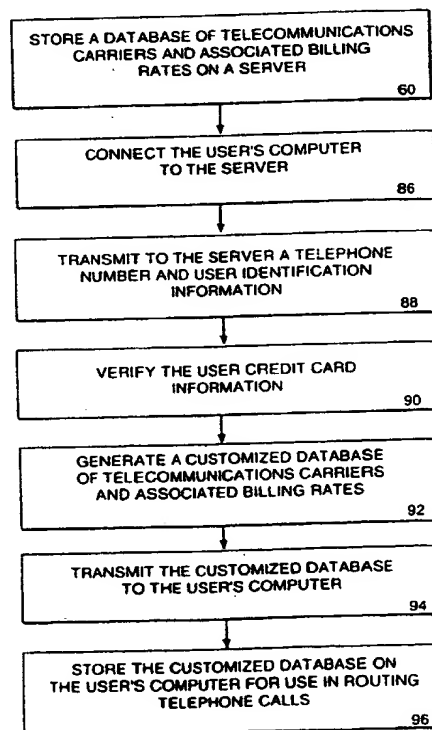 STORE A DATABASE OF TELECOMMUNICATIONS
CARRIERS AND ASSOCIATED BILLING
RATES ON A SERVER
60
CONNECT THE USER'S COMPUTER
TO THE SERVER
86
TRANSMIT TO THE SERVER A TELEPHONE
NUMBER AND USER IDENTIFICATION
INFORMATION
88
VERIFY THE USER CREDIT CARD
INFORMATION
90
GENERATE A CUSTOMIZED DATABASE
OF TELECOMMUNICATIONS CARRIERS
AND ASSOCIATED BILLING RATES
92
TRANSMIT THE CUSTOMIZED DATABASE
TO THE USER'S COMPUTER
94
STORE THE CUSTOMIZED DATABASE ON
THE USER'S COMPUTER FOR USE IN ROUTING
TELEPHONE CALLS
96